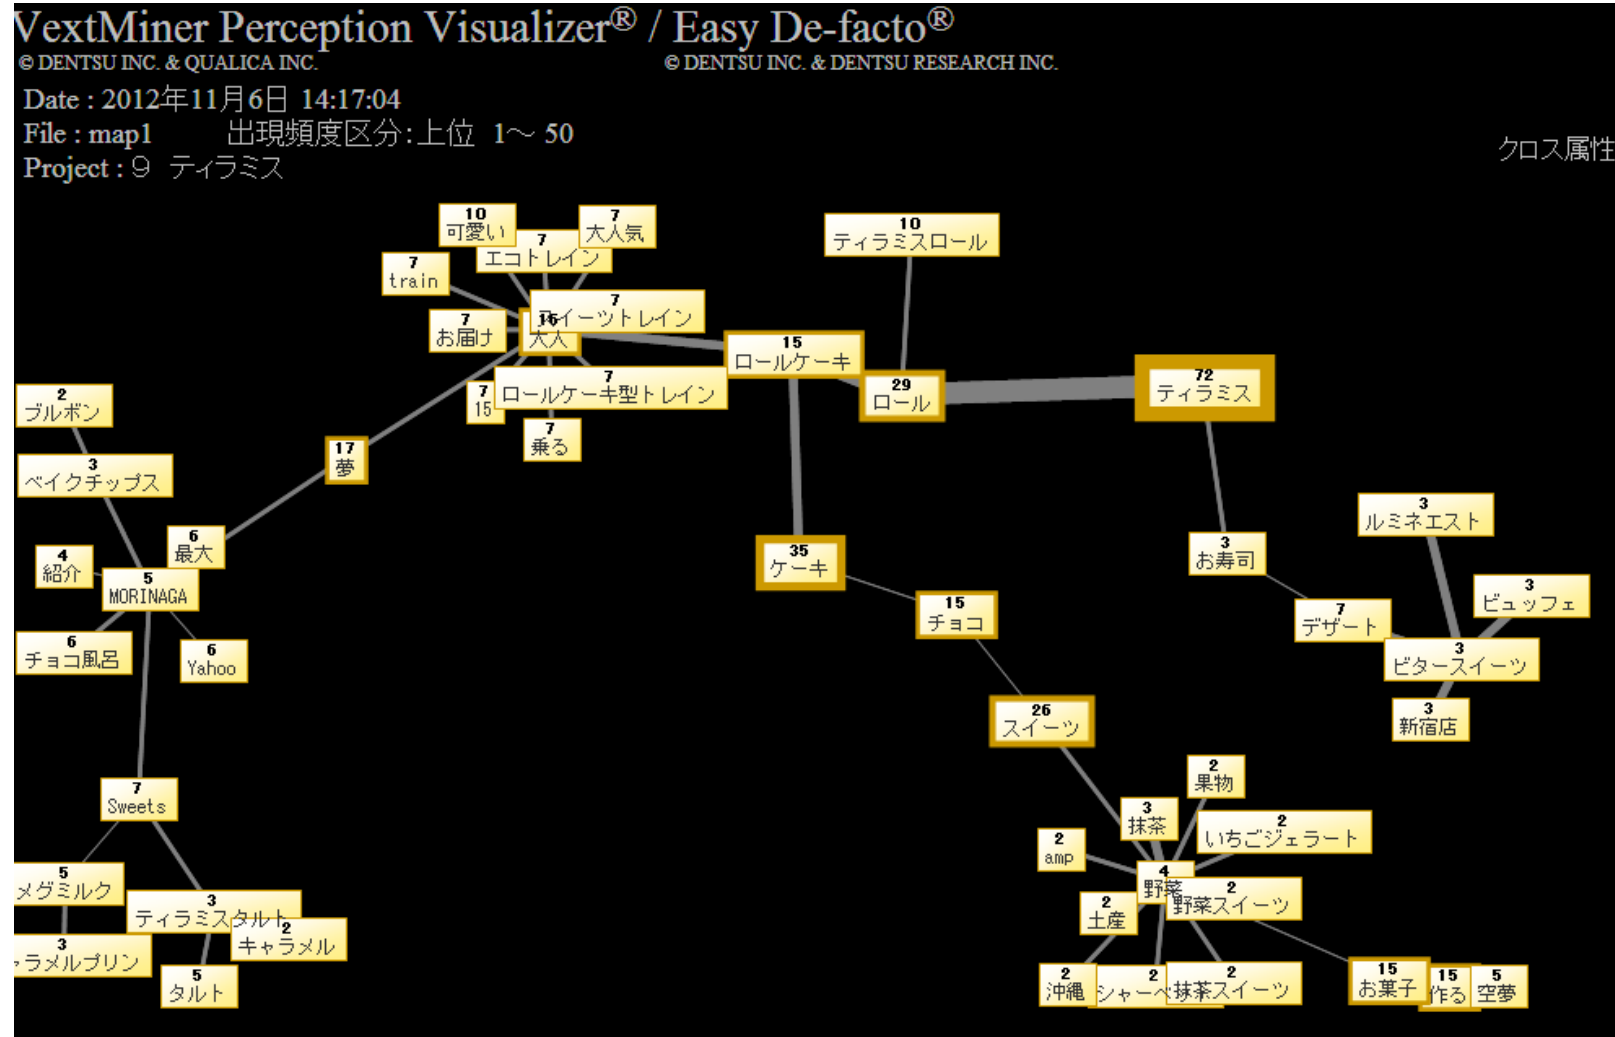 VextMiner Perception Visualizer® / Easy De-facto®
© DENTSU INC. & QUALICA INC.
© DENTSU INC. & DENTSU RESEARCH INC.
Date : 2012年11月6日 14:17:04
File : map1 出現頻度区分:上位 1～ 50
クロス属性
Project : 9 ティラミス
10
可愛い
7
エコトレイン
7
大人気
10
ティラミスロール
7
train
7
スイーツトレイン
7
お届け
大人
15
ロールケーキ
29
ロール
72
ティラミス
7
ロールケーキ型トレイン
7
15
7
乗る
2
ブルボン
3
ベイクチップス
17
夢
6
最大
4
紹介
5
MORINAGA
6
チョコ風呂
6
Yahoo
35
ケーキ
15
チョコ
3
お寿司
3
ルミネエスト
3
ビュッフェ
7
デザート
3
ビタースイーツ
3
新宿店
26
スイーツ
7
Sweets
5
メグミルク
3
ティラミスタルト
2
キャラメル
3
ラメルプリン
5
タルト
2
果物
3
抹茶
2
いちごジェラート
2
amp
4
野菜
2
野菜スイーツ
2
土産
2
沖縄
2
シャーベ
2
抹茶スイーツ
15
お菓子
15
作る
5
空夢